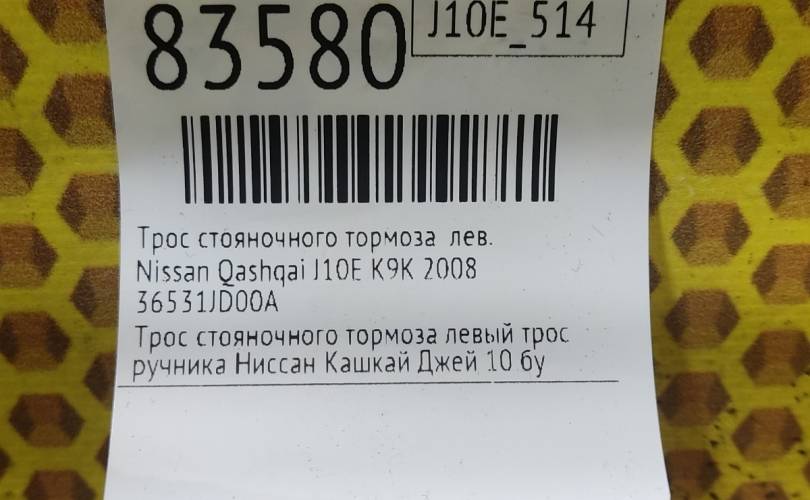 83580
J10E_514
Трос стояночного тормоза лев.
Nissan Qashqai J10E K9K 2008
36531JD00A
Трос стояночного тормоза левый трос
ручника Ниссан Кашкай Джей 10 бу